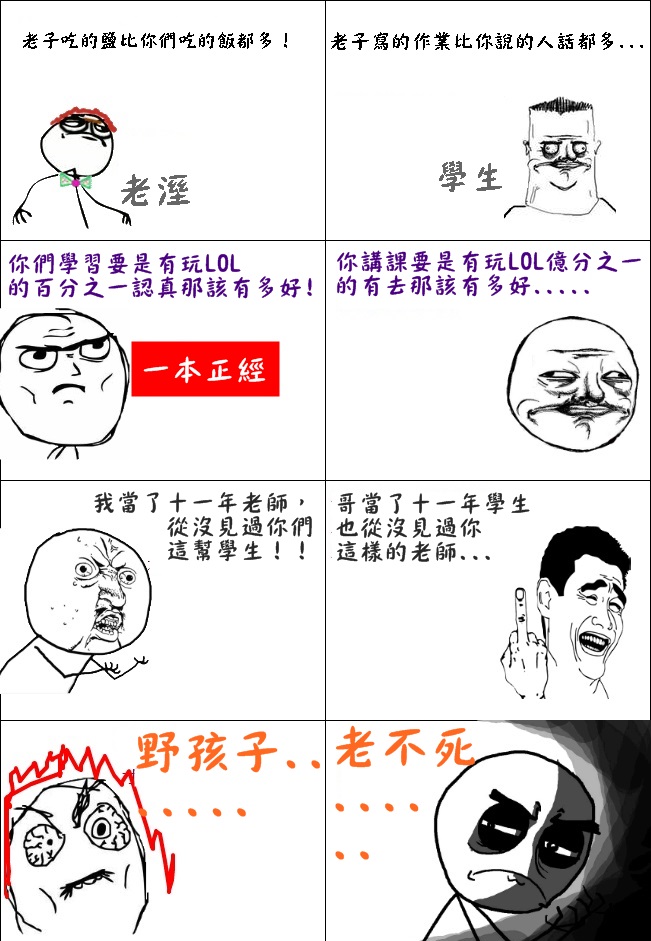 老子吃的鹽比你們吃的飯都多！
老子寫的作業比你說的人話都多...
老溼
學生
你們學習要是有玩LOL
的百分之一認真那該有多好!
一本正經
你講課要是有玩LOL億分之一
的有去那該有多好.....
我當了十一年老師，
從沒見過你們
這幫學生！！
哥當了十一年學生
也從沒見過你
這樣的老師...
野孩子..
.....
老不死
....
..